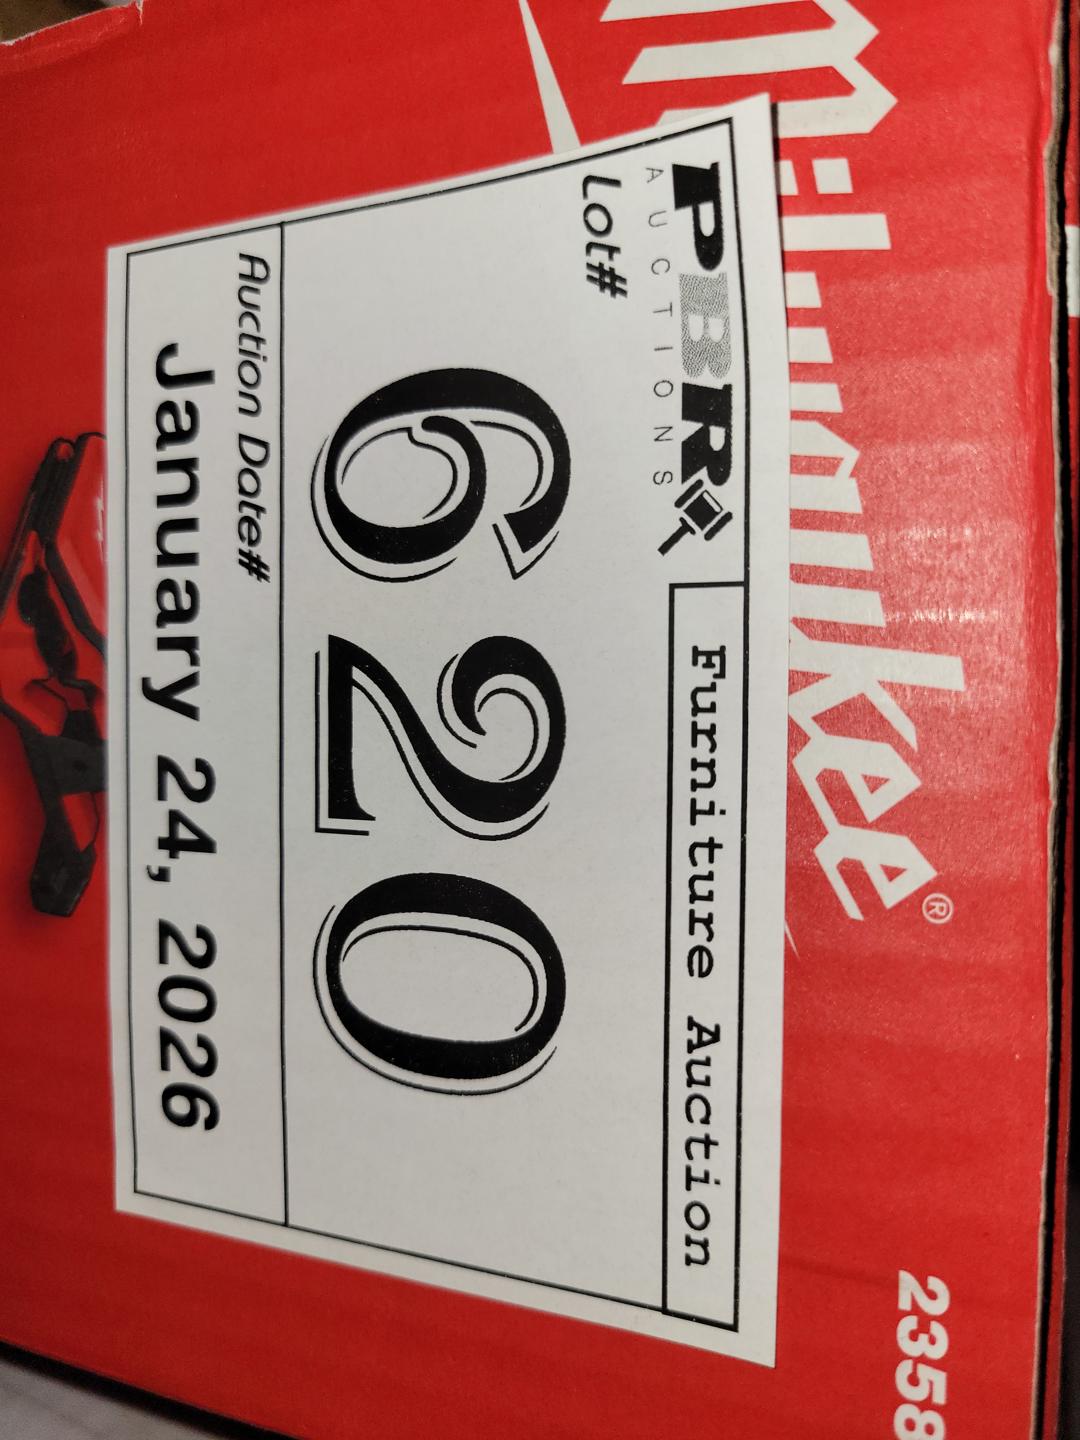 Milwaukee®
PBR
AUCTIONS
Furniture Auction
Lot#
620
Auction Date#
January 24, 2026
2358